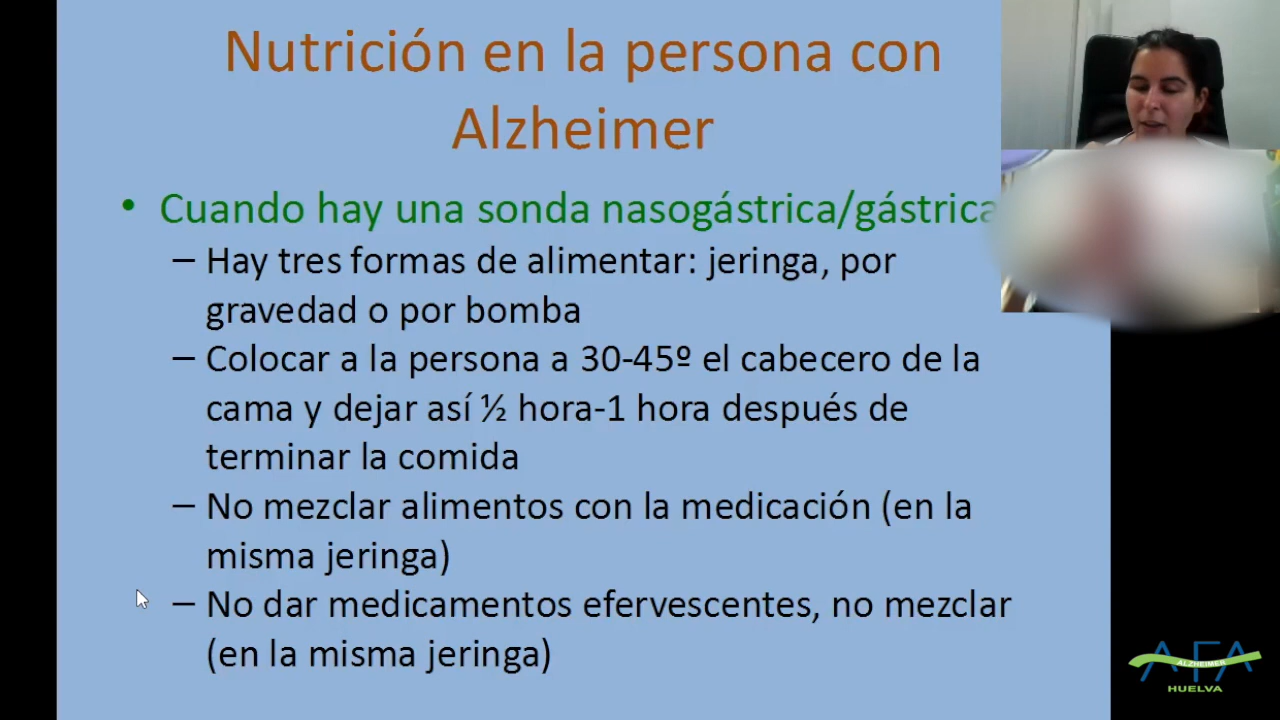 Nutrición en la persona con
Alzheimer
• Cuando hay una sonda nasogástrica/gástrica
– Hay tres formas de alimentar: jeringa, por
gravedad o por bomba
– Colocar a la persona a 30-45º el cabecero de la
cama y dejar así ½ hora-1 hora después de
terminar la comida
– No mezclar alimentos con la medicación (en la
misma jeringa)
– No dar medicamentos efervescentes, no mezclar
(en la misma jeringa)
AFA
ALZHEIMER
HUELVA